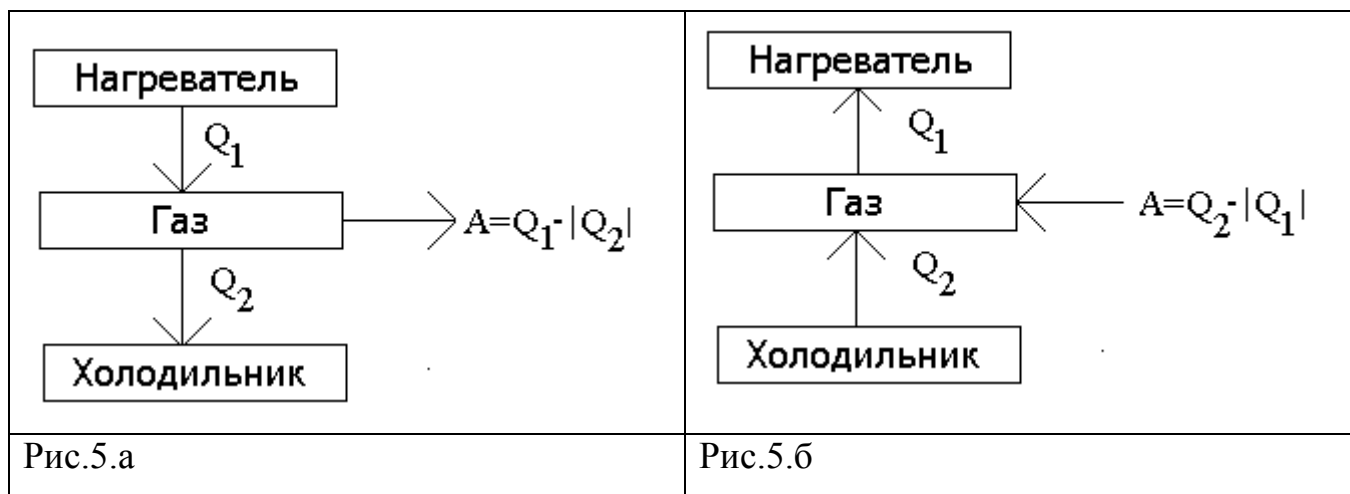 Нагреватель
Q1
Газ
A=Q1-|Q2|
Q2
Холодильник
Рис.5.а
Нагреватель
Q1
Газ
A=Q2-|Q1|
Q2
Холодильник
Рис.5.б